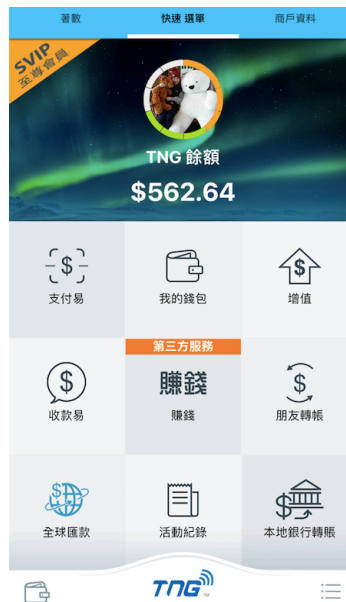 著數 快速 選單 商戶資料
SVIP
至尊會員
TNG 餘額
$562.64
支付易 我的錢包 增值
第三方服務
賺錢
收款易 賺錢 朋友轉帳
全球匯款 活動紀錄 本地銀行轉賬
TNG